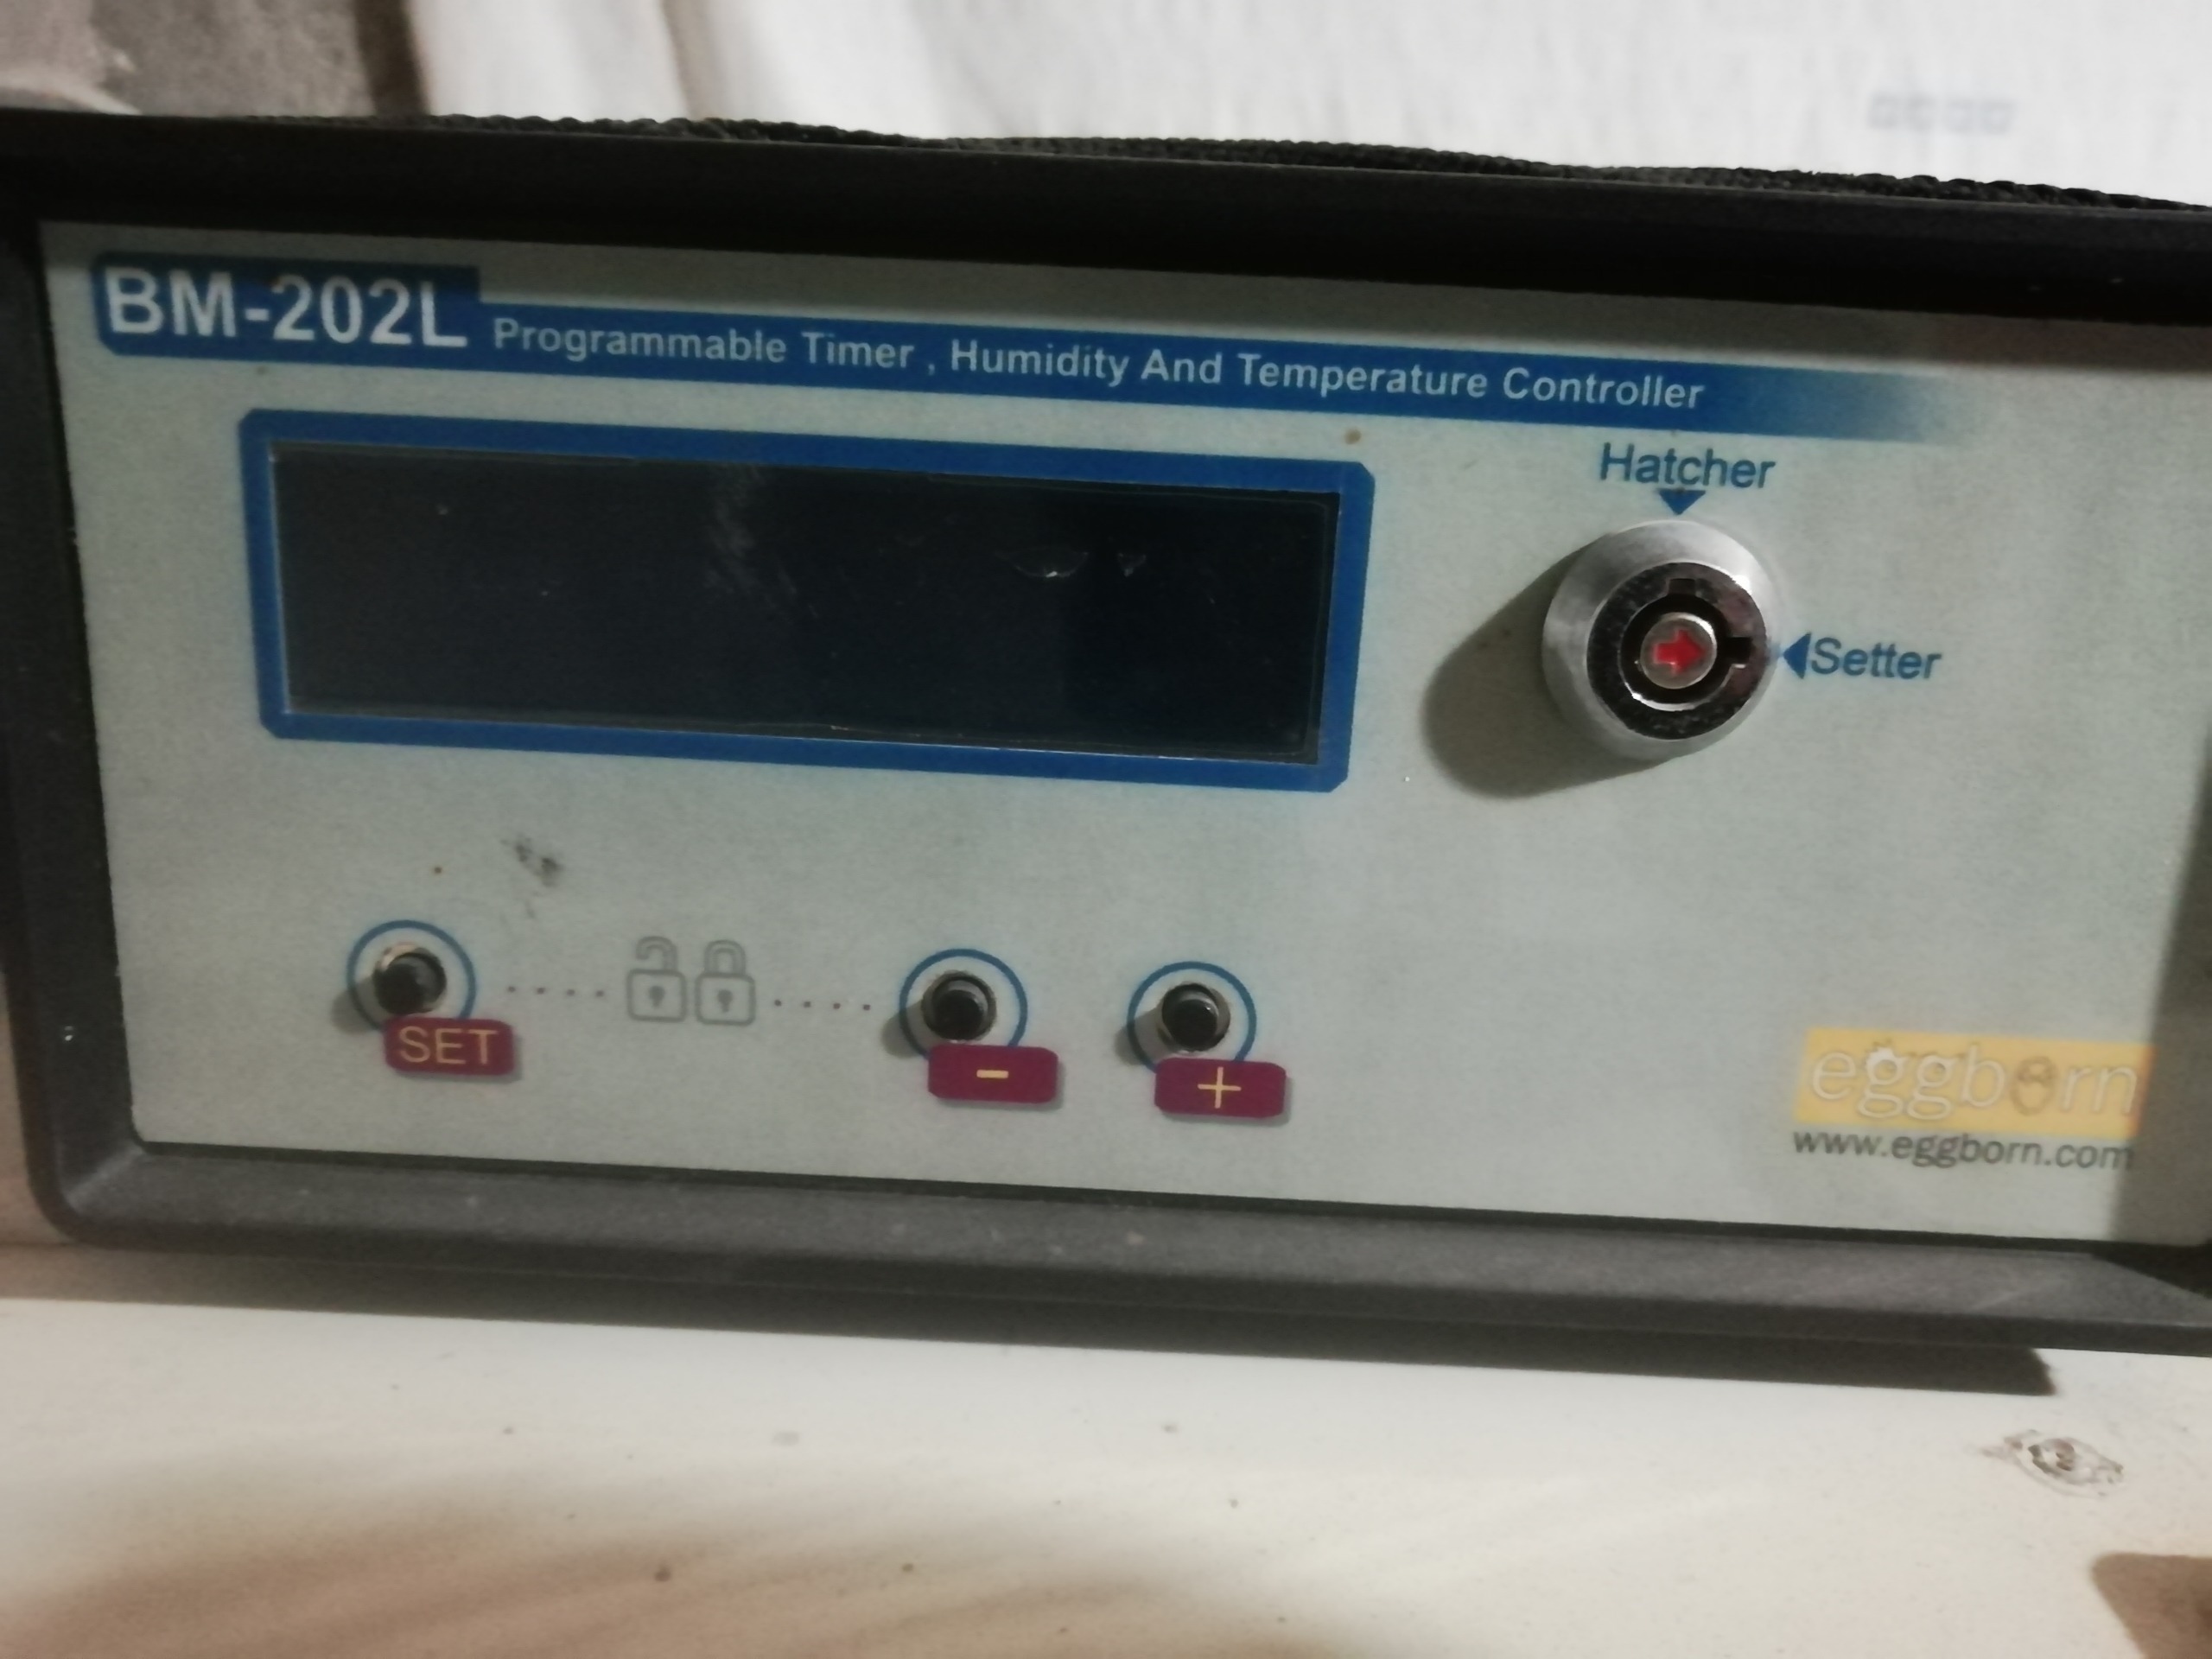 BM-202L Programmable Timer , Humidity And Temperature Controller
Hatcher
Setter
SET
-
+
eggborn
www.eggborn.com